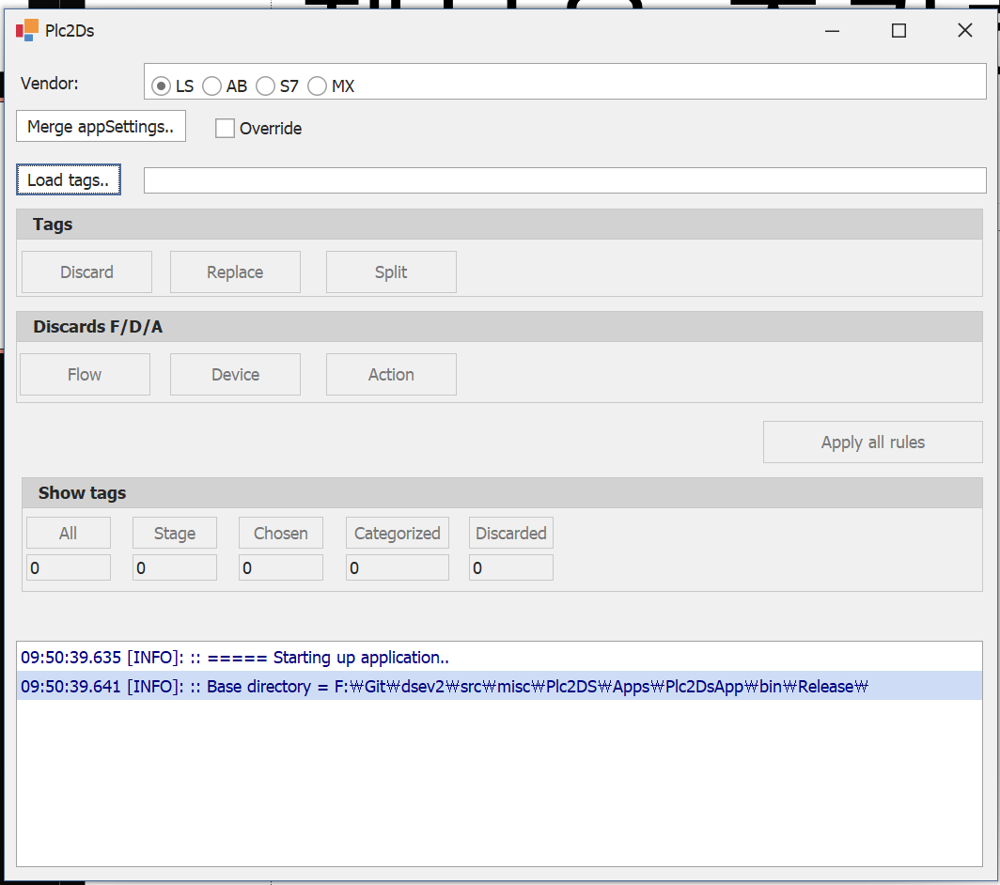 Plc2Ds
Vendor:
LS AB S7 MX
Merge appSettings.. Override
Load tags..
Tags
Discard Replace Split
Discards F/D/A
Flow Device Action
Apply all rules
Show tags
All Stage Chosen Categorized Discarded
0 0 0 0 0
09:50:39.635 [INFO]: :: ===== Starting up application..
09:50:39.641 [INFO]: :: Base directory = F:₩Git₩dsev2₩src₩misc₩Plc2DS₩Apps₩Plc2DsApp₩bin₩Release₩